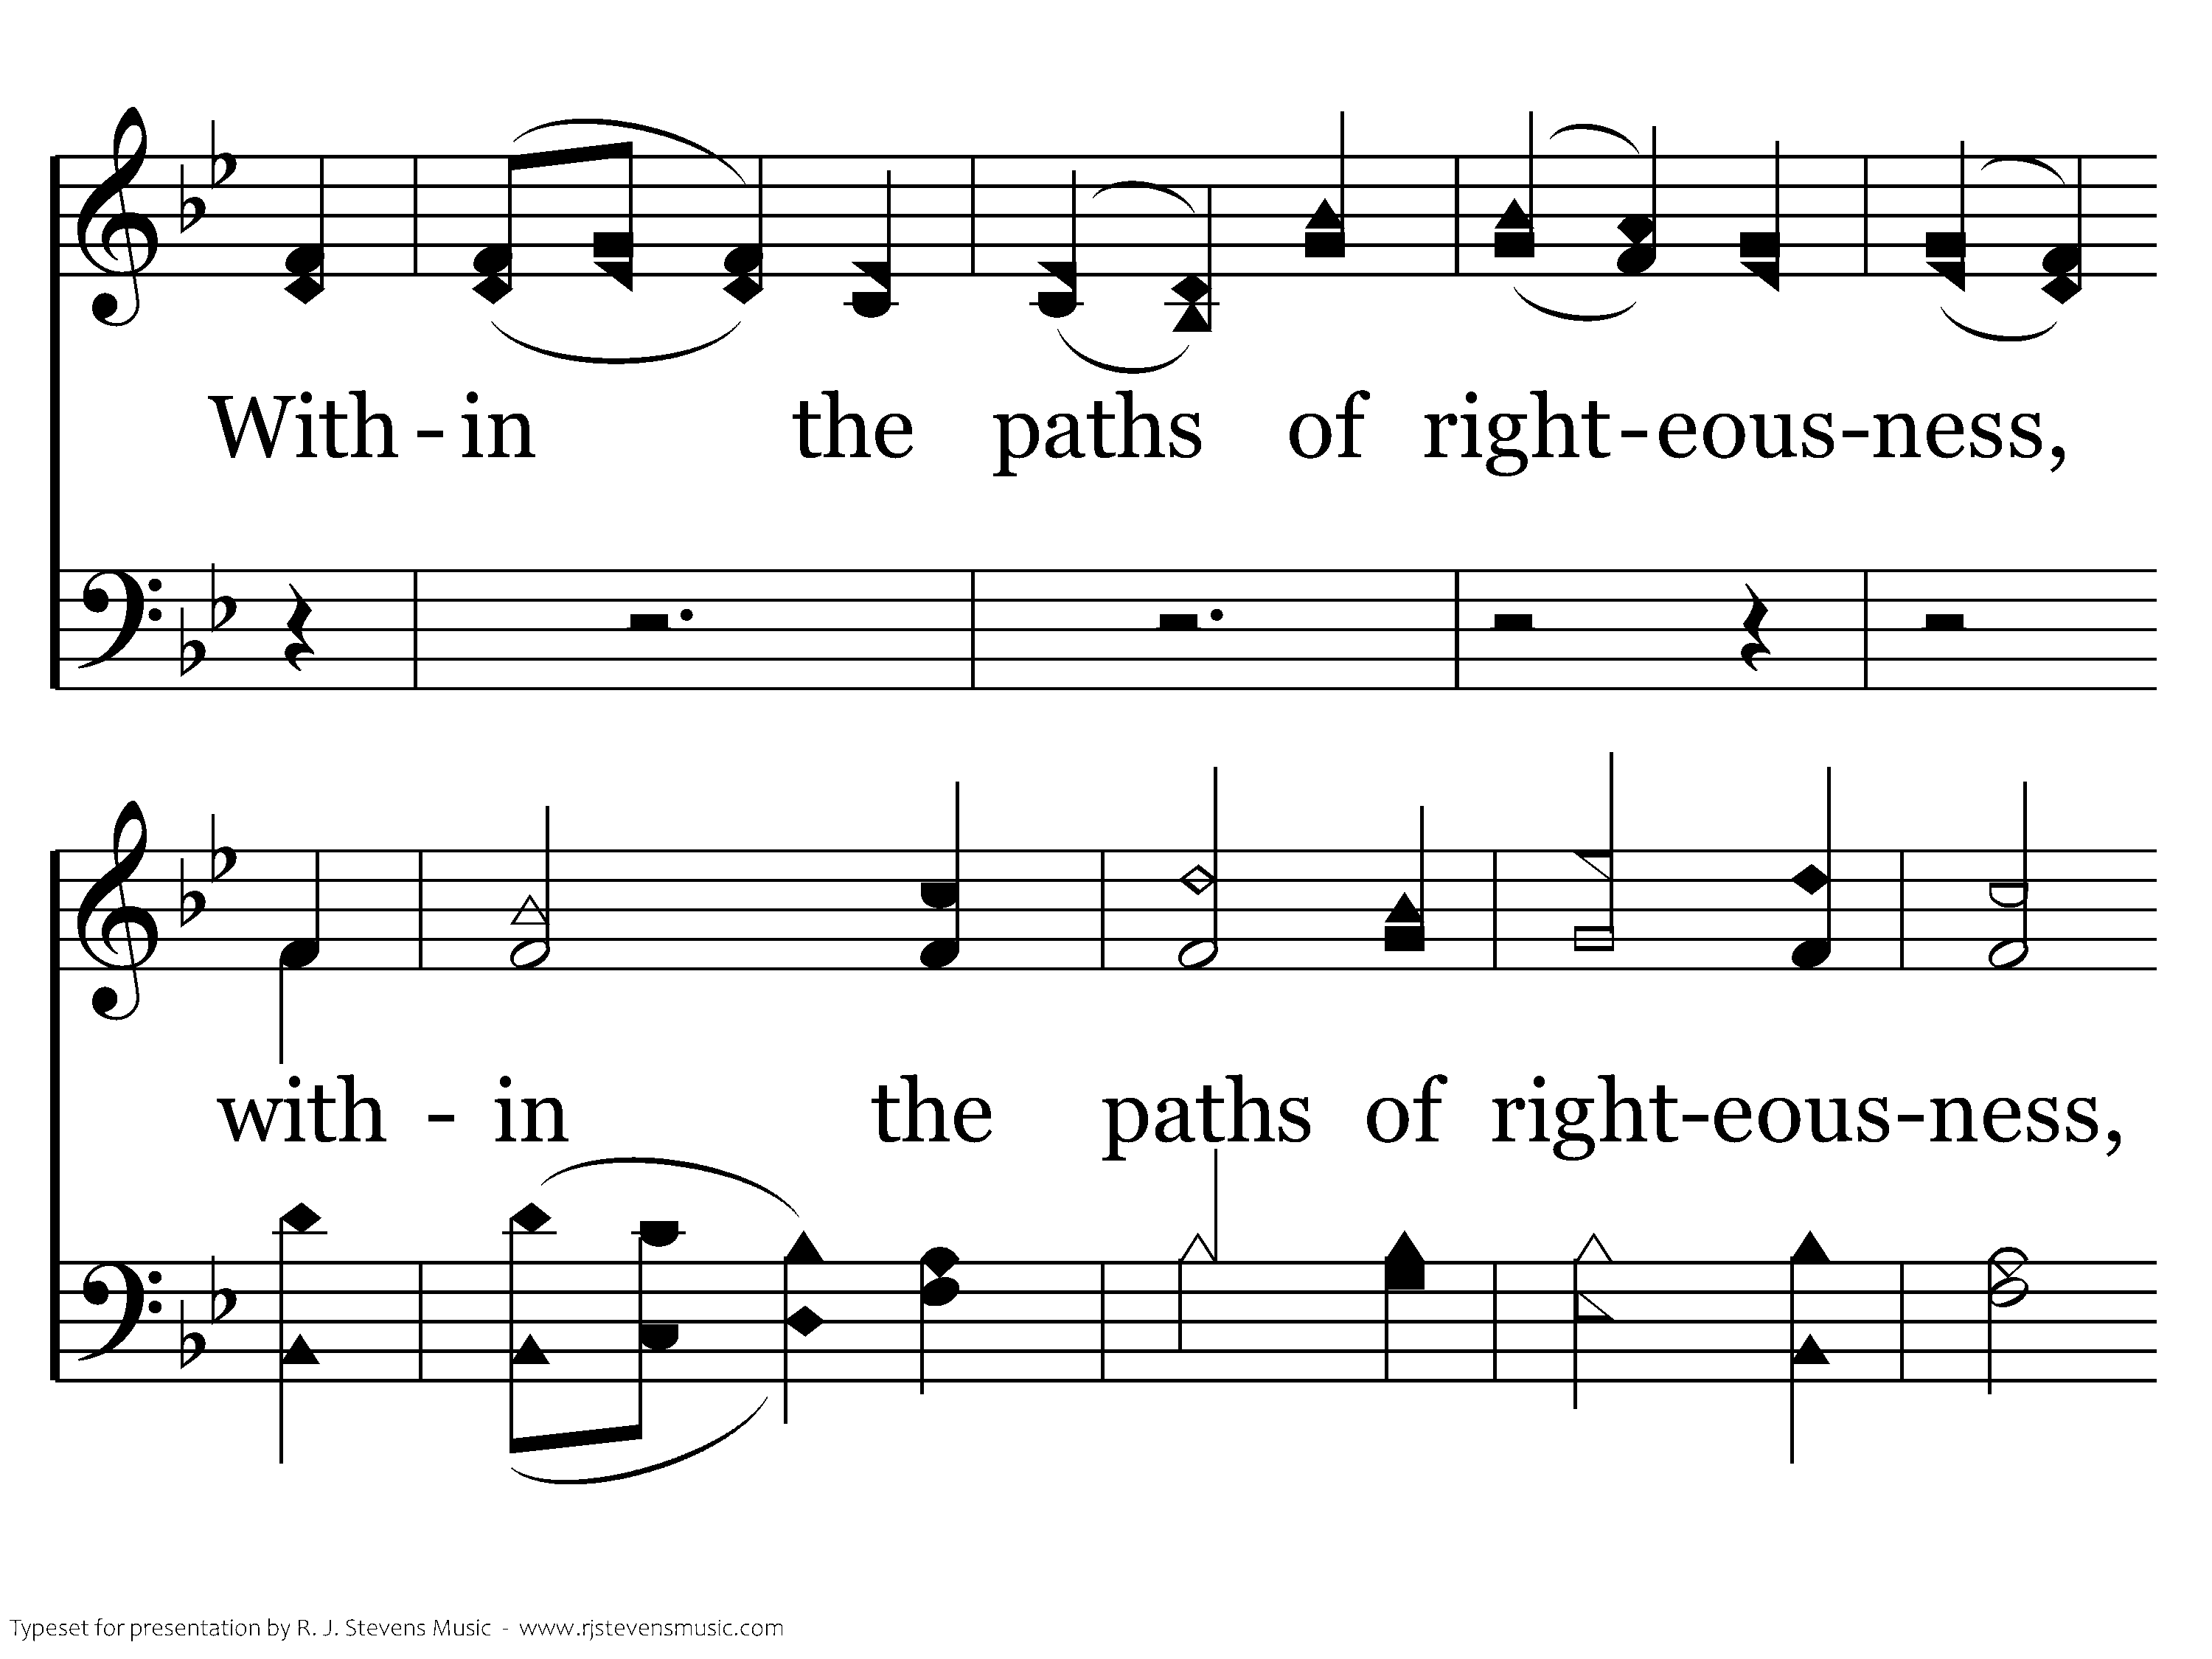 With - in the paths of right-eous-ness,
with - in the paths of right-eous-ness,
Typeset for presentation by R. J. Stevens Music - www.rjstevensmusic.com